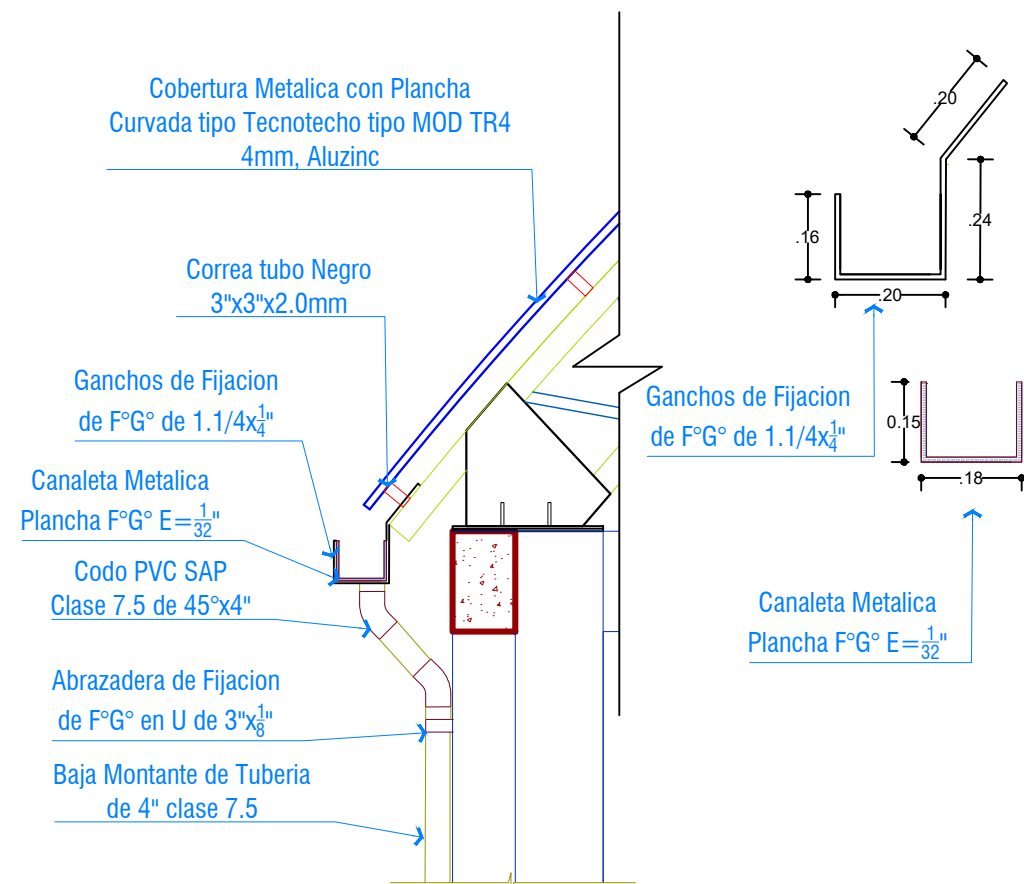 Cobertura Metalica con Plancha
Curvada tipo Tecnotecho tipo MOD TR4
4mm, Aluzinc
Correa tubo Negro
3"x3"x2.0mm
Ganchos de Fijacion
de F°G° de 1.1/4x1/4"
Canaleta Metalica
Plancha F°G° E=1/32"
Codo PVC SAP
Clase 7.5 de 45°x4"
Abrazadera de Fijacion
de F°G° en U de 3"x1/8"
Baja Montante de Tuberia
de 4" clase 7.5
.20
.16
.24
.20
Ganchos de Fijacion
de F°G° de 1.1/4x1/4"
0.15
.18
Canaleta Metalica
Plancha F°G° E=1/32"